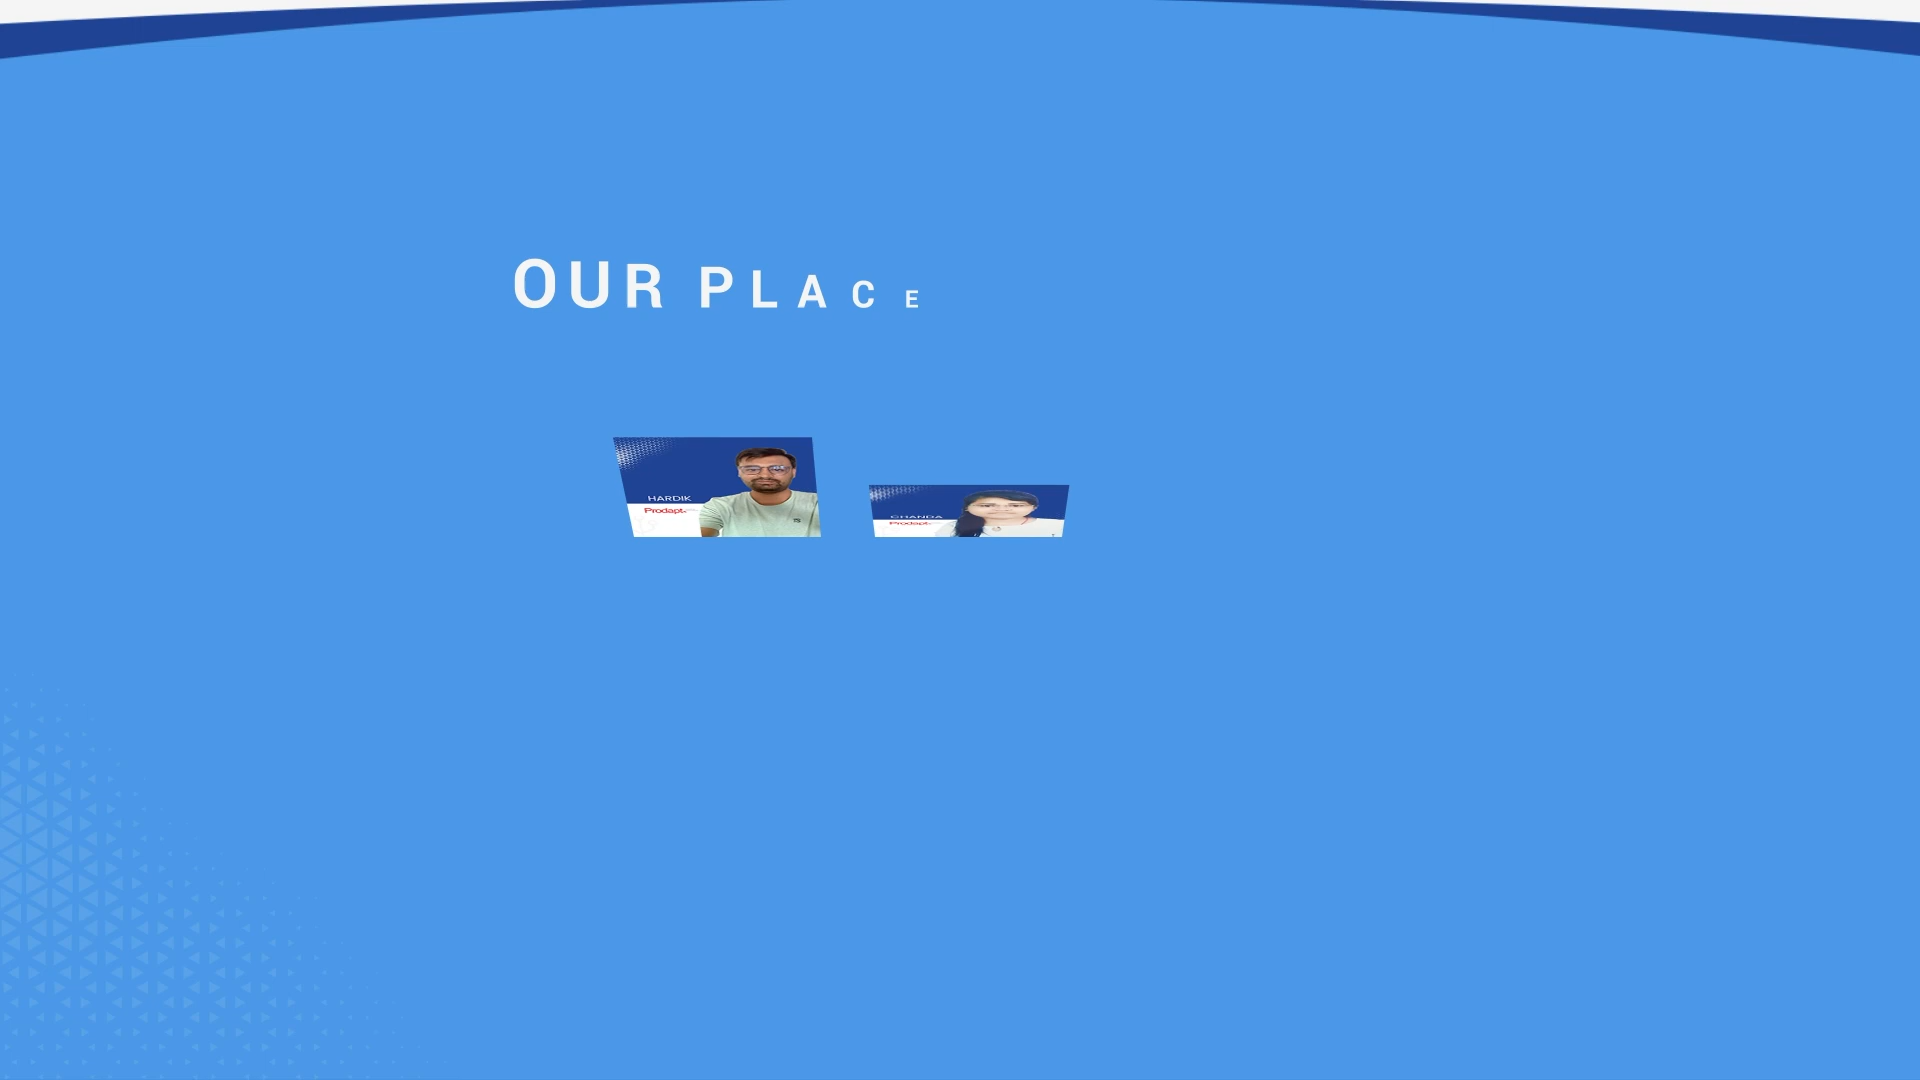 OUR PLACE
HARDIK
Prodapt.
CHANDA
Prodapt.